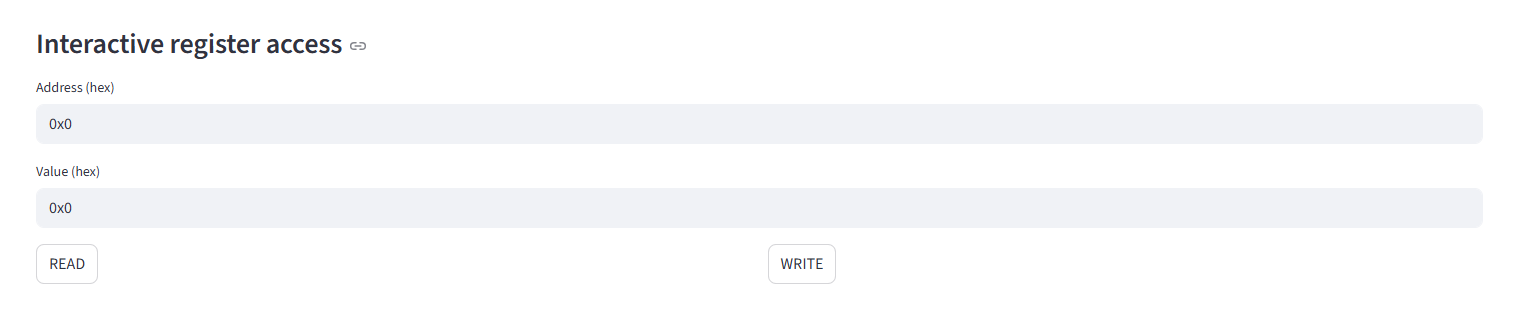 Interactive register access
Address (hex)
0x0
Value (hex)
0x0
READ WRITE